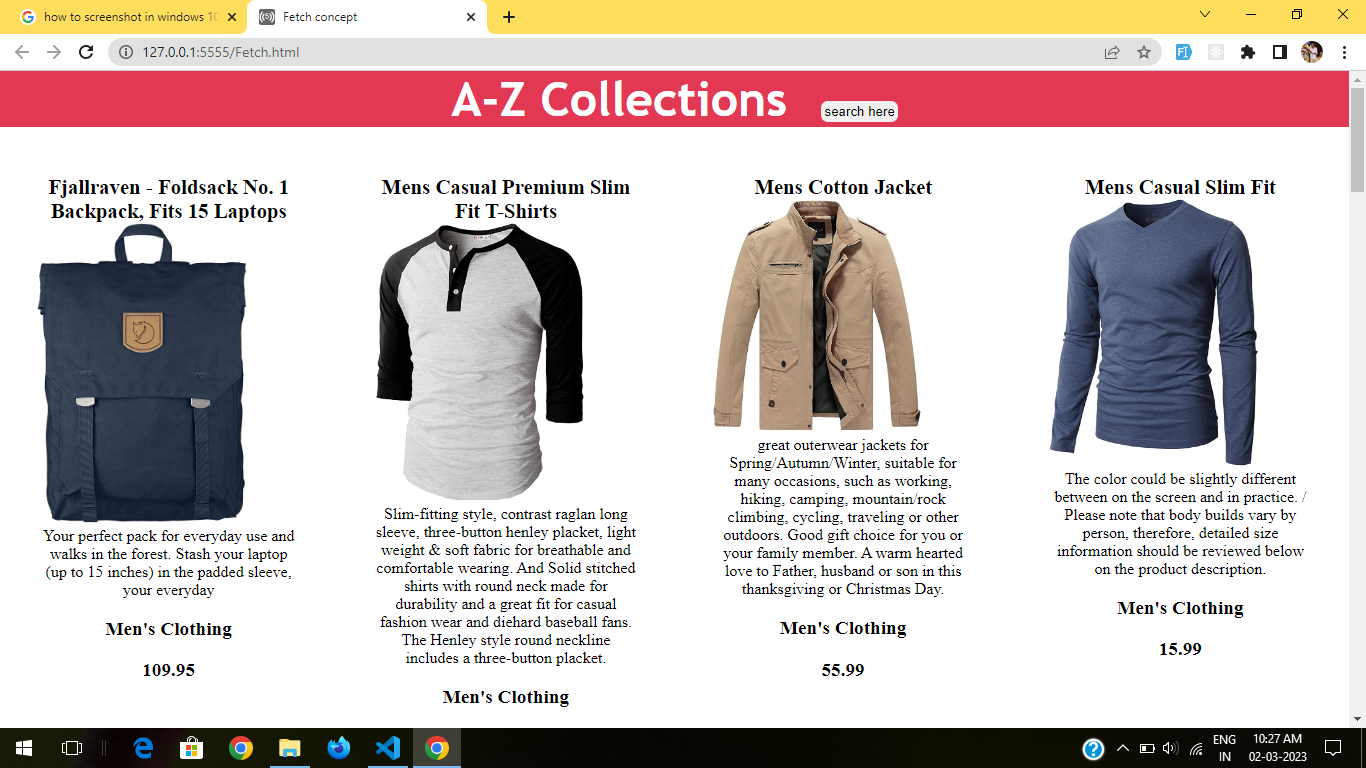 how to screenshot in windows 10
Fetch concept
127.0.0.1:5555/Fetch.html
A-Z Collections
search here
Fjallraven - Foldsack No. 1
Backpack, Fits 15 Laptops
Your perfect pack for everyday use and
walks in the forest. Stash your laptop
(up to 15 inches) in the padded sleeve,
your everyday
Men's Clothing
109.95
Mens Casual Premium Slim
Fit T-Shirts
Slim-fitting style, contrast raglan long
sleeve, three-button henley placket, light
weight & soft fabric for breathable and
comfortable wearing. And Solid stitched
shirts with round neck made for
durability and a great fit for casual
fashion wear and diehard baseball fans.
The Henley style round neckline
includes a three-button placket.
Men's Clothing
Mens Cotton Jacket
great outerwear jackets for
Spring/Autumn/Winter, suitable for
many occasions, such as working,
hiking, camping, mountain/rock
climbing, cycling, traveling or other
outdoors. Good gift choice for you or
your family member. A warm hearted
love to Father, husband or son in this
thanksgiving or Christmas Day.
Men's Clothing
55.99
Mens Casual Slim Fit
The color could be slightly different
between on the screen and in practice. /
Please note that body builds vary by
person, therefore, detailed size
information should be reviewed below
on the product description.
Men's Clothing
15.99
ENG
IN
10:27 AM
02-03-2023